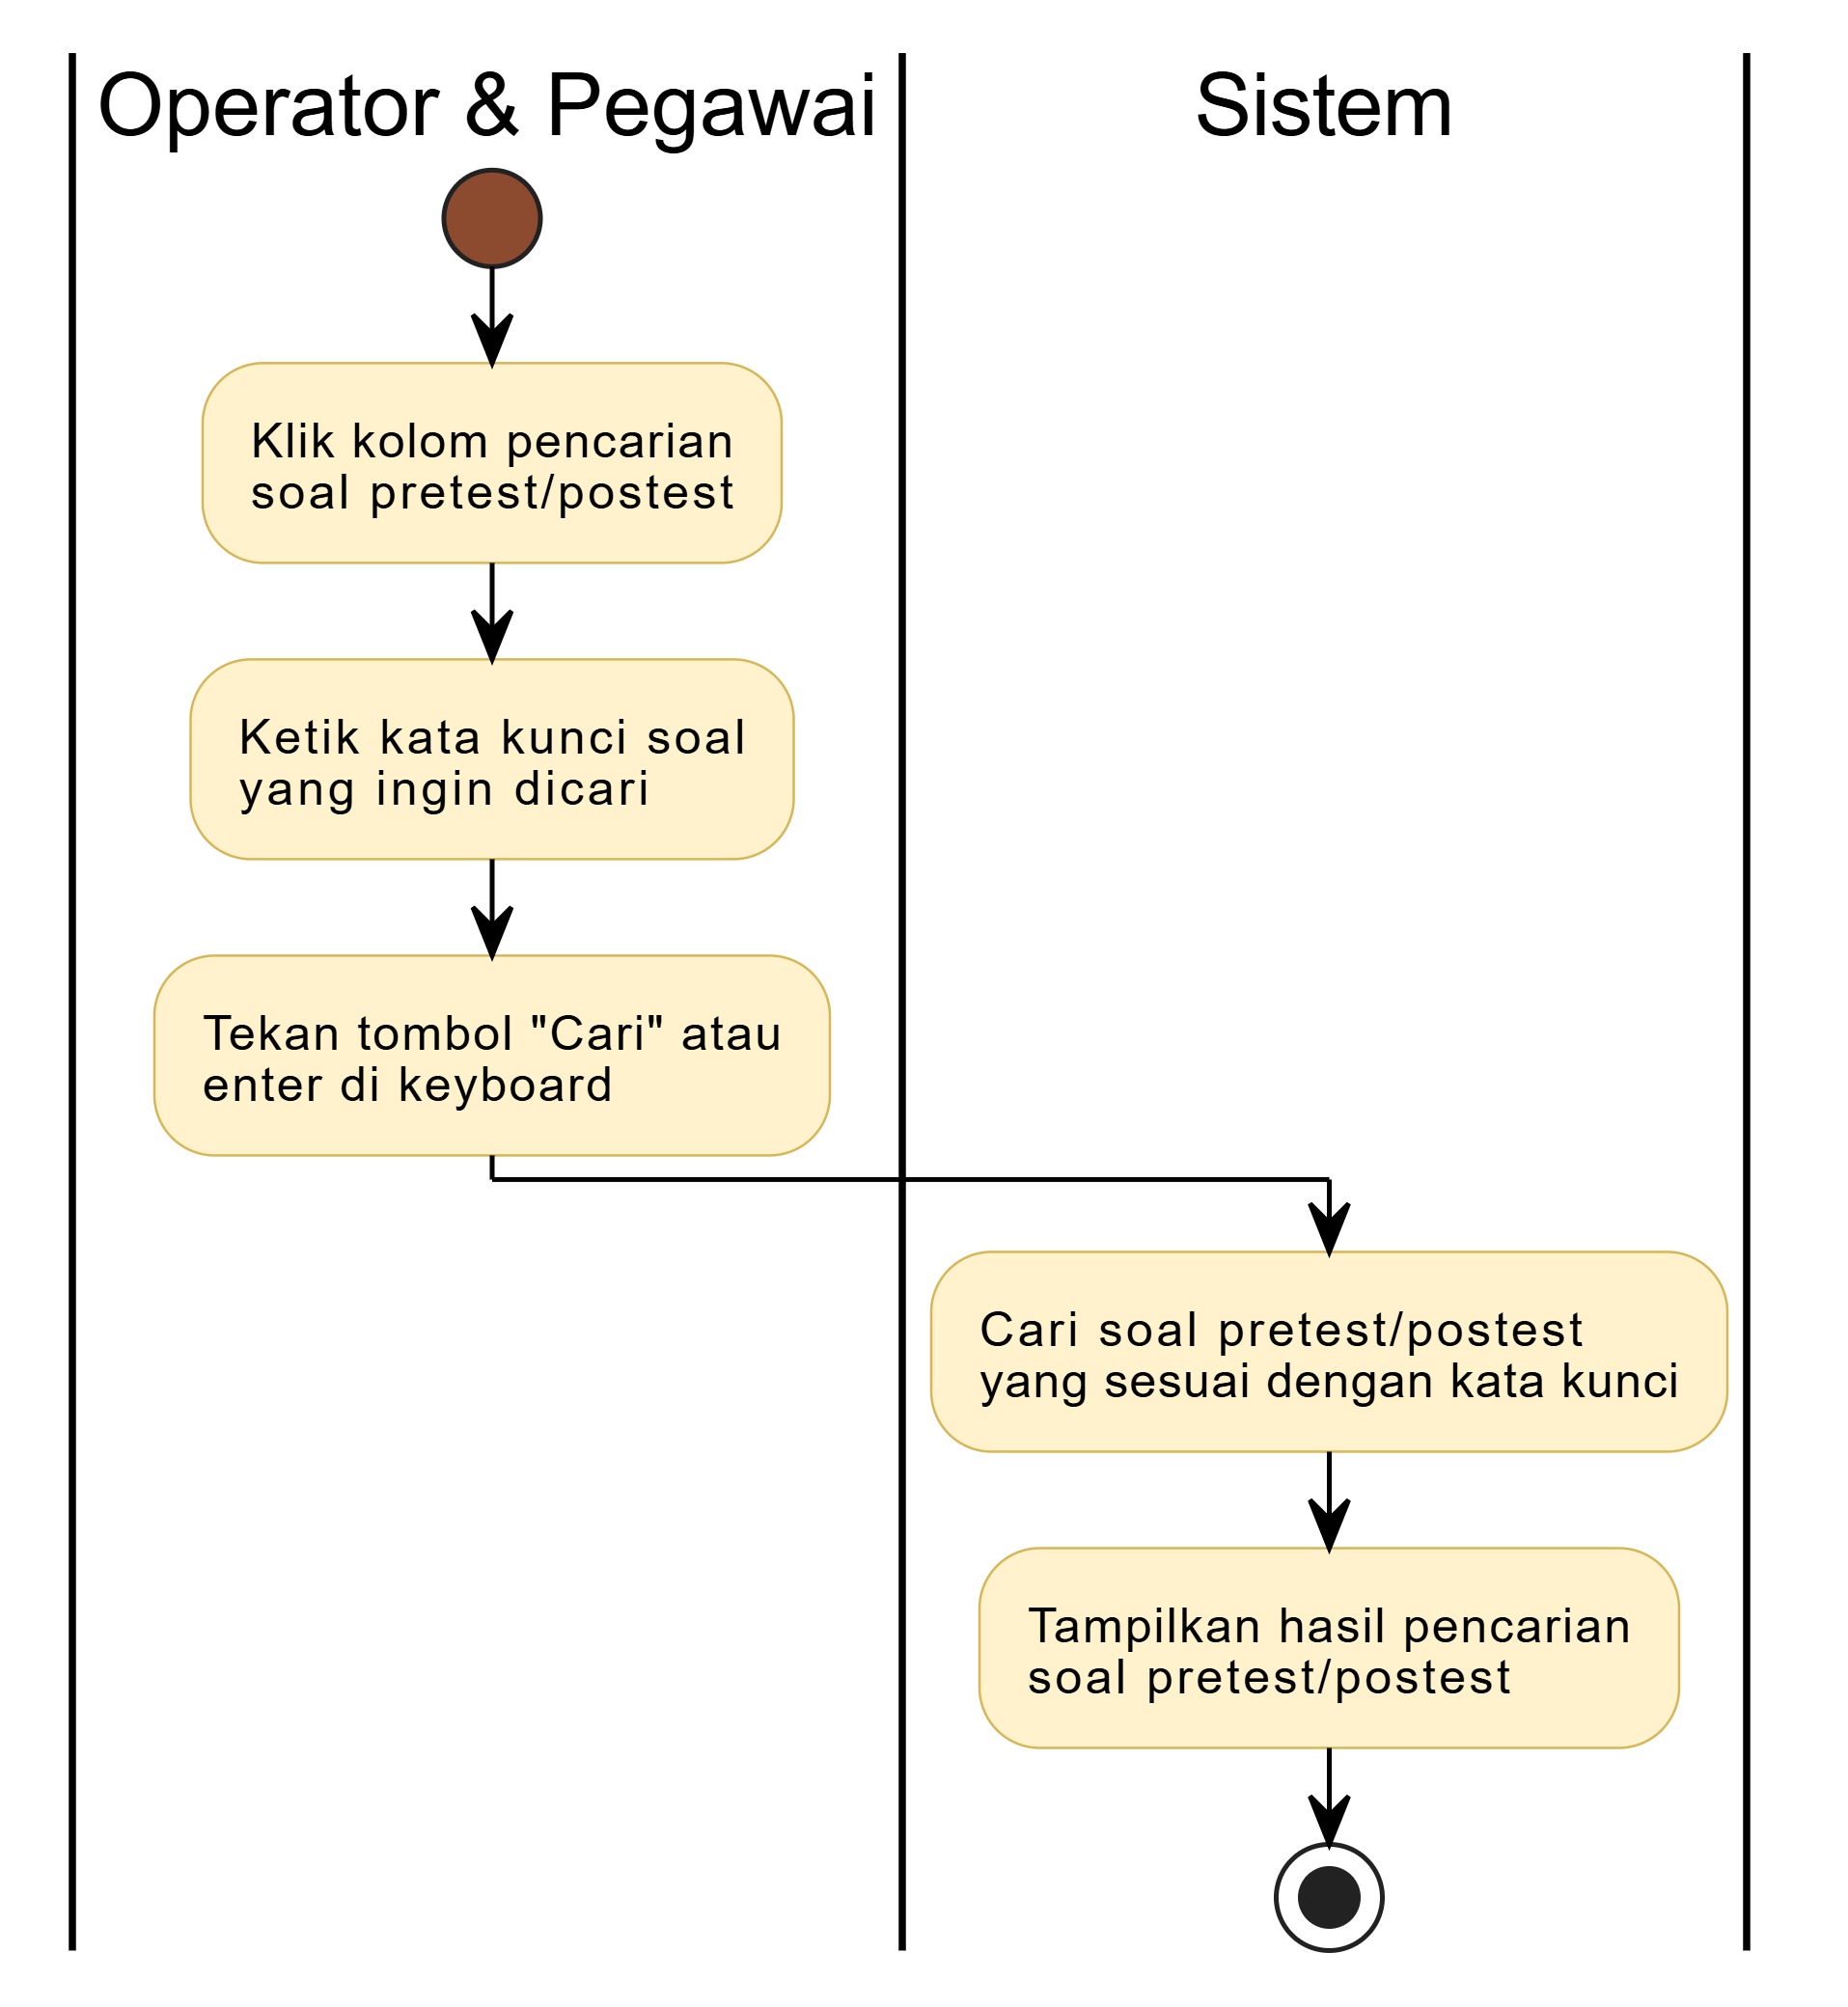 Operator & Pegawai
Sistem
Klik kolom pencarian
soal pretest/postest
Ketik kata kunci soal
yang ingin dicari
Tekan tombol "Cari" atau
enter di keyboard
Cari soal pretest/postest
yang sesuai dengan kata kunci
Tampilkan hasil pencarian
soal pretest/postest